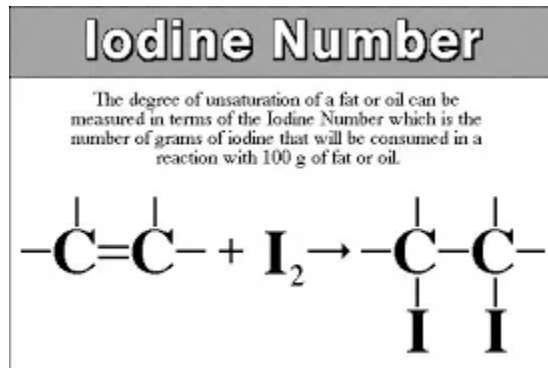 Iodine Number
The degree of unsaturation of a fat or oil can be
measured in terms of the Iodine Number which is the
number of grams of iodine that will be consumed in a
reaction with 100 g of fat or oil.
–C=C– + I₂ → –C–C–
I I